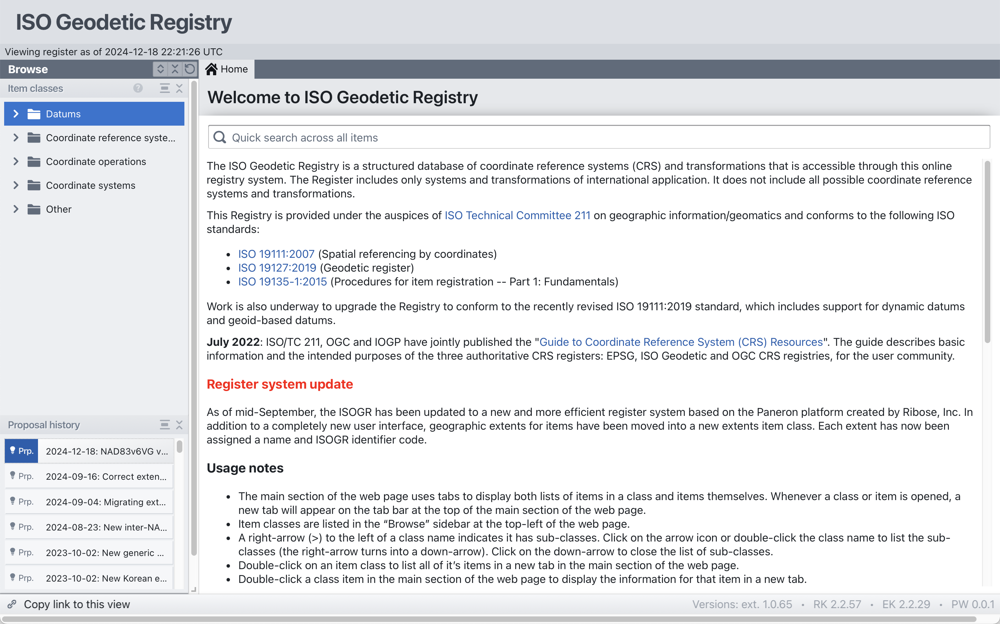 ISO Geodetic Registry
Viewing register as of 2024-12-18 22:21:26 UTC
Browse
Home
Item classes
?
Datums
Coordinate reference syste...
Coordinate operations
Coordinate systems
Other
Proposal history
Prp. 2024-12-18: NAD83v6VG v...
Prp. 2024-09-16: Correct exten...
Prp. 2024-09-04: Migrating ext...
Prp. 2024-08-23: New inter-NA...
Prp. 2023-10-02: New generic ...
Prp. 2023-10-02: New Korean e...
Welcome to ISO Geodetic Registry
Quick search across all items
The ISO Geodetic Registry is a structured database of coordinate reference systems (CRS) and transformations that is accessible through this online
registry system. The Register includes only systems and transformations of international application. It does not include all possible coordinate reference
systems and transformations.
This Registry is provided under the auspices of ISO Technical Committee 211 on geographic information/geomatics and conforms to the following ISO
standards:
• ISO 19111:2007 (Spatial referencing by coordinates)
• ISO 19127:2019 (Geodetic register)
• ISO 19135-1:2015 (Procedures for item registration -- Part 1: Fundamentals)
Work is also underway to upgrade the Registry to conform to the recently revised ISO 19111:2019 standard, which includes support for dynamic datums
and geoid-based datums.
July 2022: ISO/TC 211, OGC and IOGP have jointly published the "Guide to Coordinate Reference System (CRS) Resources". The guide describes basic
information and the intended purposes of the three authoritative CRS registers: EPSG, ISO Geodetic and OGC CRS registries, for the user community.
Register system update
As of mid-September, the ISOGR has been updated to a new and more efficient register system based on the Paneron platform created by Ribose, Inc. In
addition to a completely new user interface, geographic extents for items have been moved into a new extents item class. Each extent has now been
assigned a name and ISOGR identifier code.
Usage notes
• The main section of the web page uses tabs to display both lists of items in a class and items themselves. Whenever a class or item is opened, a
new tab will appear on the tab bar at the top of the main section of the web page.
• Item classes are listed in the “Browse” sidebar at the top-left of the web page.
• A right-arrow (>) to the left of a class name indicates it has sub-classes. Click on the arrow icon or double-click the class name to list the sub-
classes (the right-arrow turns into a down-arrow). Click on the down-arrow to close the list of sub-classes.
• Double-click on an item class to list all of it’s items in a new tab in the main section of the web page.
• Double-click a class item in the main section of the web page to display the information for that item in a new tab.
Copy link to this view
Versions: ext. 1.0.65 • RK 2.2.57 • EK 2.2.29 • PW 0.0.1